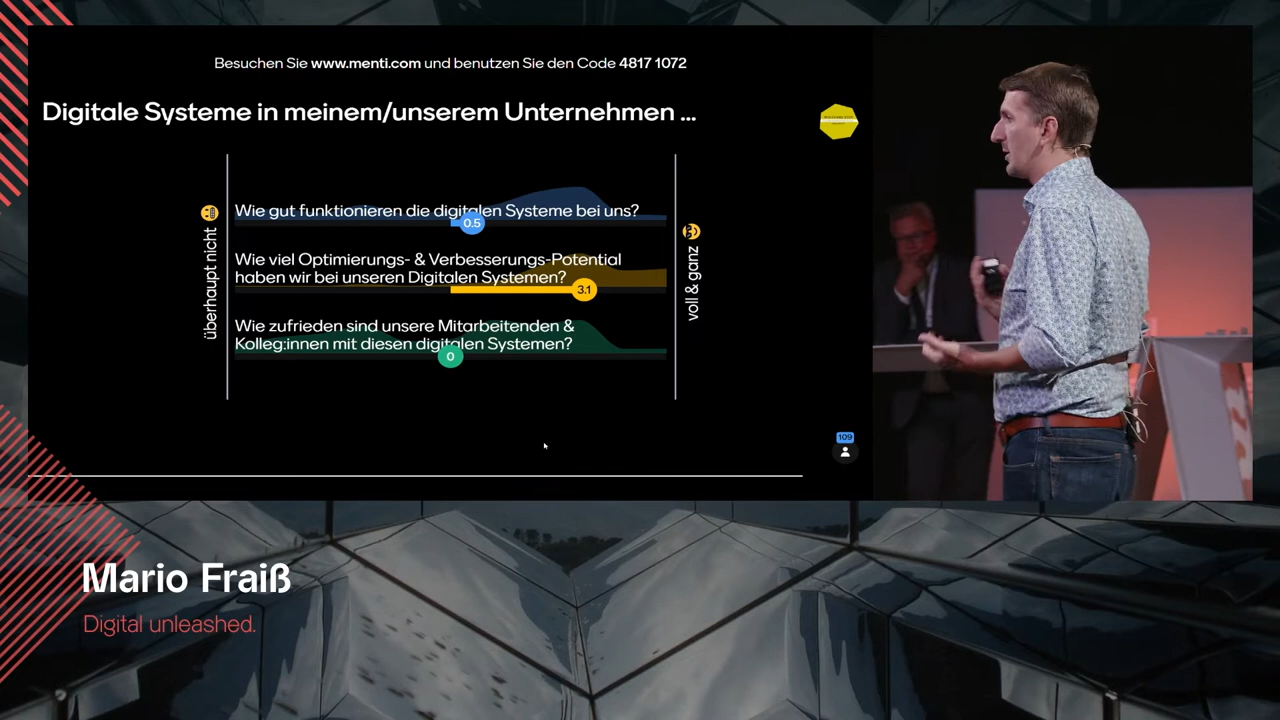 Besuchen Sie www.menti.com und benutzen Sie den Code 4817 1072
Digitale Systeme in meinem/unserem Unternehmen ...
überhaupt nicht
Wie gut funktionieren die digitalen Systeme bei uns?
0.5
Wie viel Optimierungs- & Verbesserungs-Potential
haben wir bei unseren Digitalen Systemen?
3.1
Wie zufrieden sind unsere Mitarbeitenden &
Kolleg:innen mit diesen digitalen Systemen?
0
voll & ganz
109
Mario Fraiß
Digital unleashed.